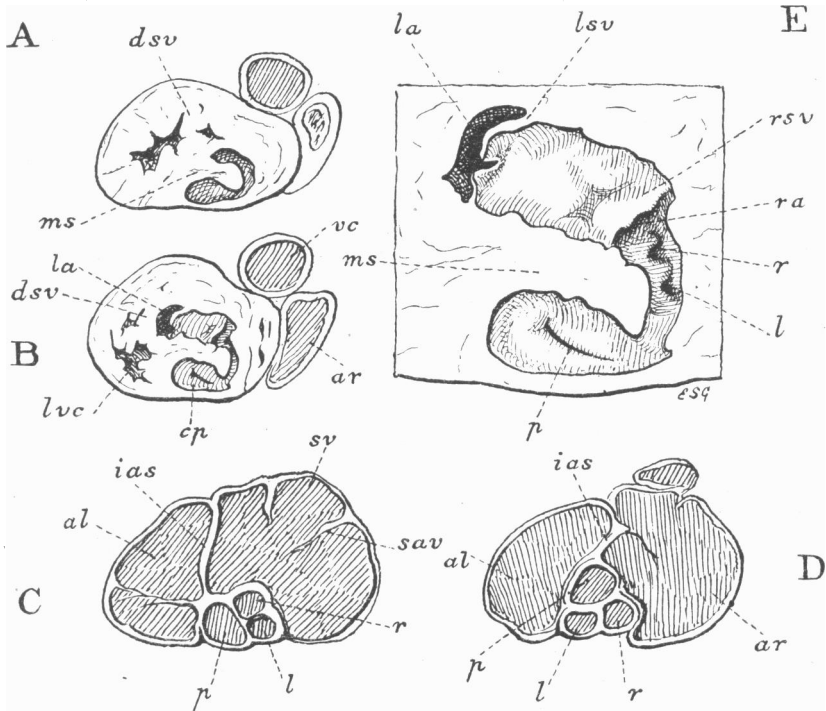 A
dsv
ms
la
vc
dsv
B
ar
lvc
cp
E
la
lsv
rsv
ra
ms
r
l
p
ESG
C
ias
sv
al
sav
r
p
l
D
ias
al
ar
p
l
r